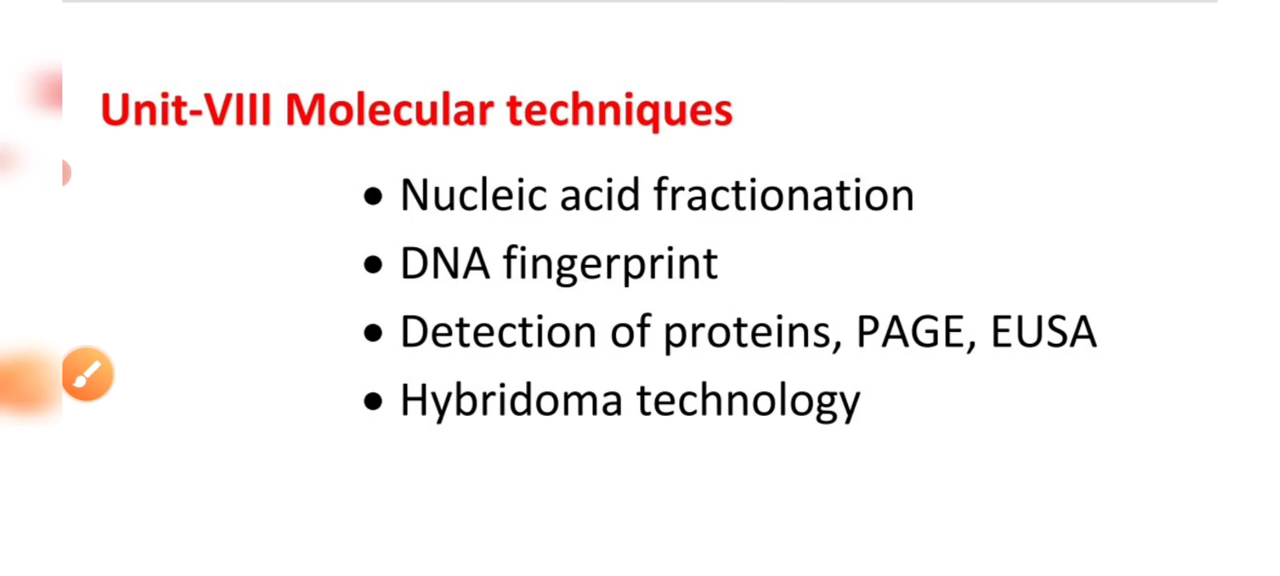 Unit-VIII Molecular techniques
• Nucleic acid fractionation
• DNA fingerprint
• Detection of proteins, PAGE, EUSA
• Hybridoma technology